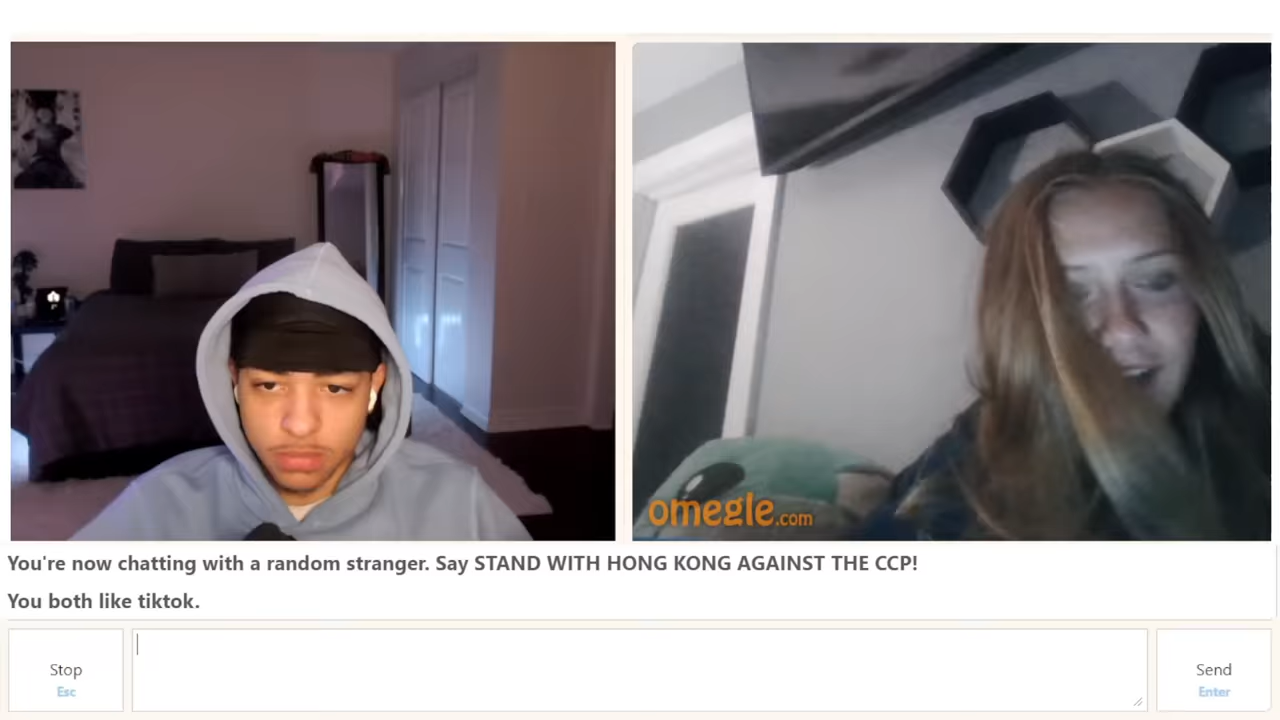 omegle.com
You're now chatting with a random stranger. Say STAND WITH HONG KONG AGAINST THE CCP!
You both like tiktok.
Stop
Esc
Send
Enter